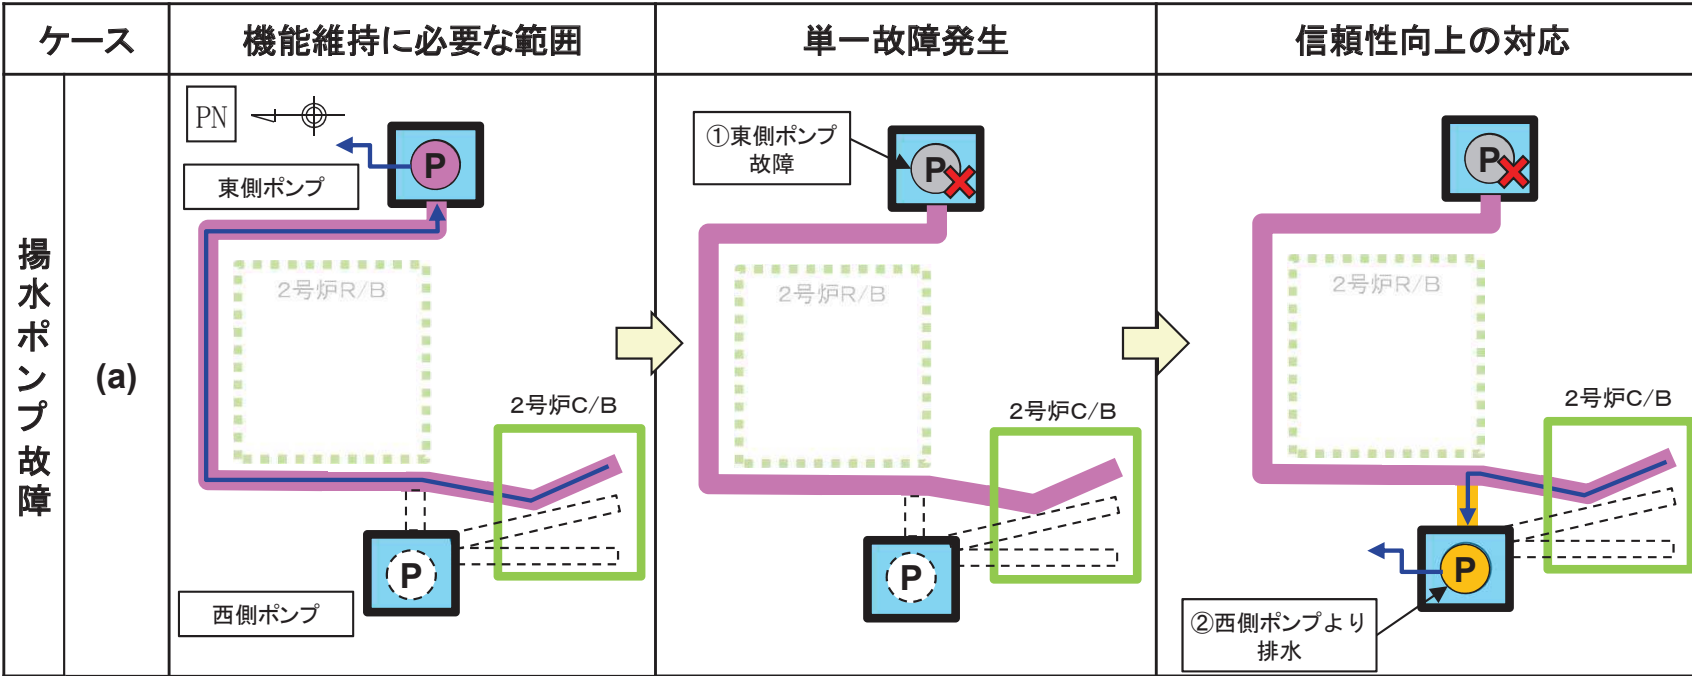 ケース
機能維持に必要な範囲
単一故障発生
信頼性向上の対応
揚水ポンプ故障
(a)
PN
P
東側ポンプ
2号炉R/B
2号炉C/B
P
西側ポンプ
①東側ポンプ
故障
P
2号炉R/B
2号炉C/B
P
P
2号炉R/B
2号炉C/B
P
②西側ポンプより
排水